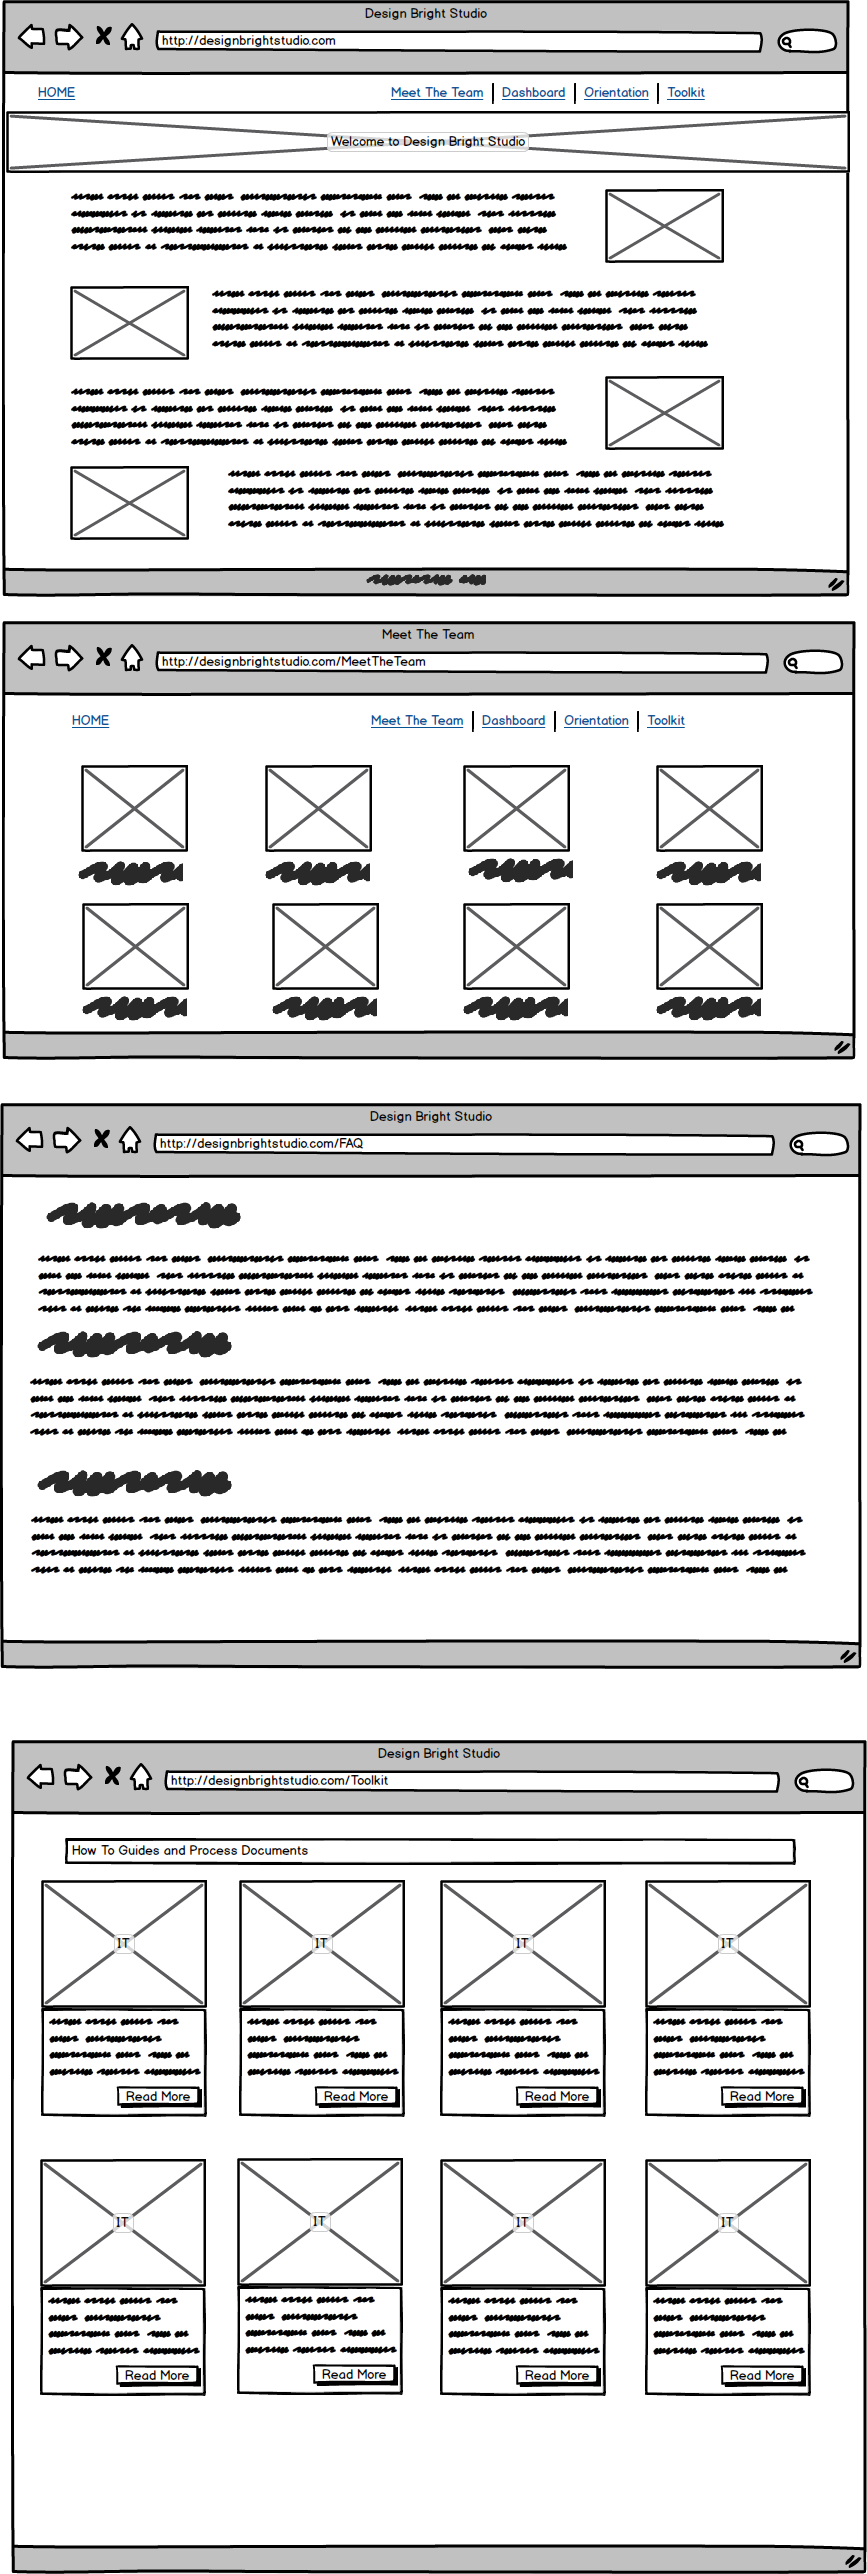 Design Bright Studio
http://designbrightstudio.com
HOME Meet The Team Dashboard Orientation Toolkit
Welcome to Design Bright Studio
Meet The Team
http://designbrightstudio.com/MeetTheTeam
HOME Meet The Team Dashboard Orientation Toolkit
Design Bright Studio
http://designbrightstudio.com/FAQ
Design Bright Studio
http://designbrightstudio.com/Toolkit
How To Guides and Process Documents
IT IT IT IT
Read More Read More Read More Read More
IT IT IT IT
Read More Read More Read More Read More